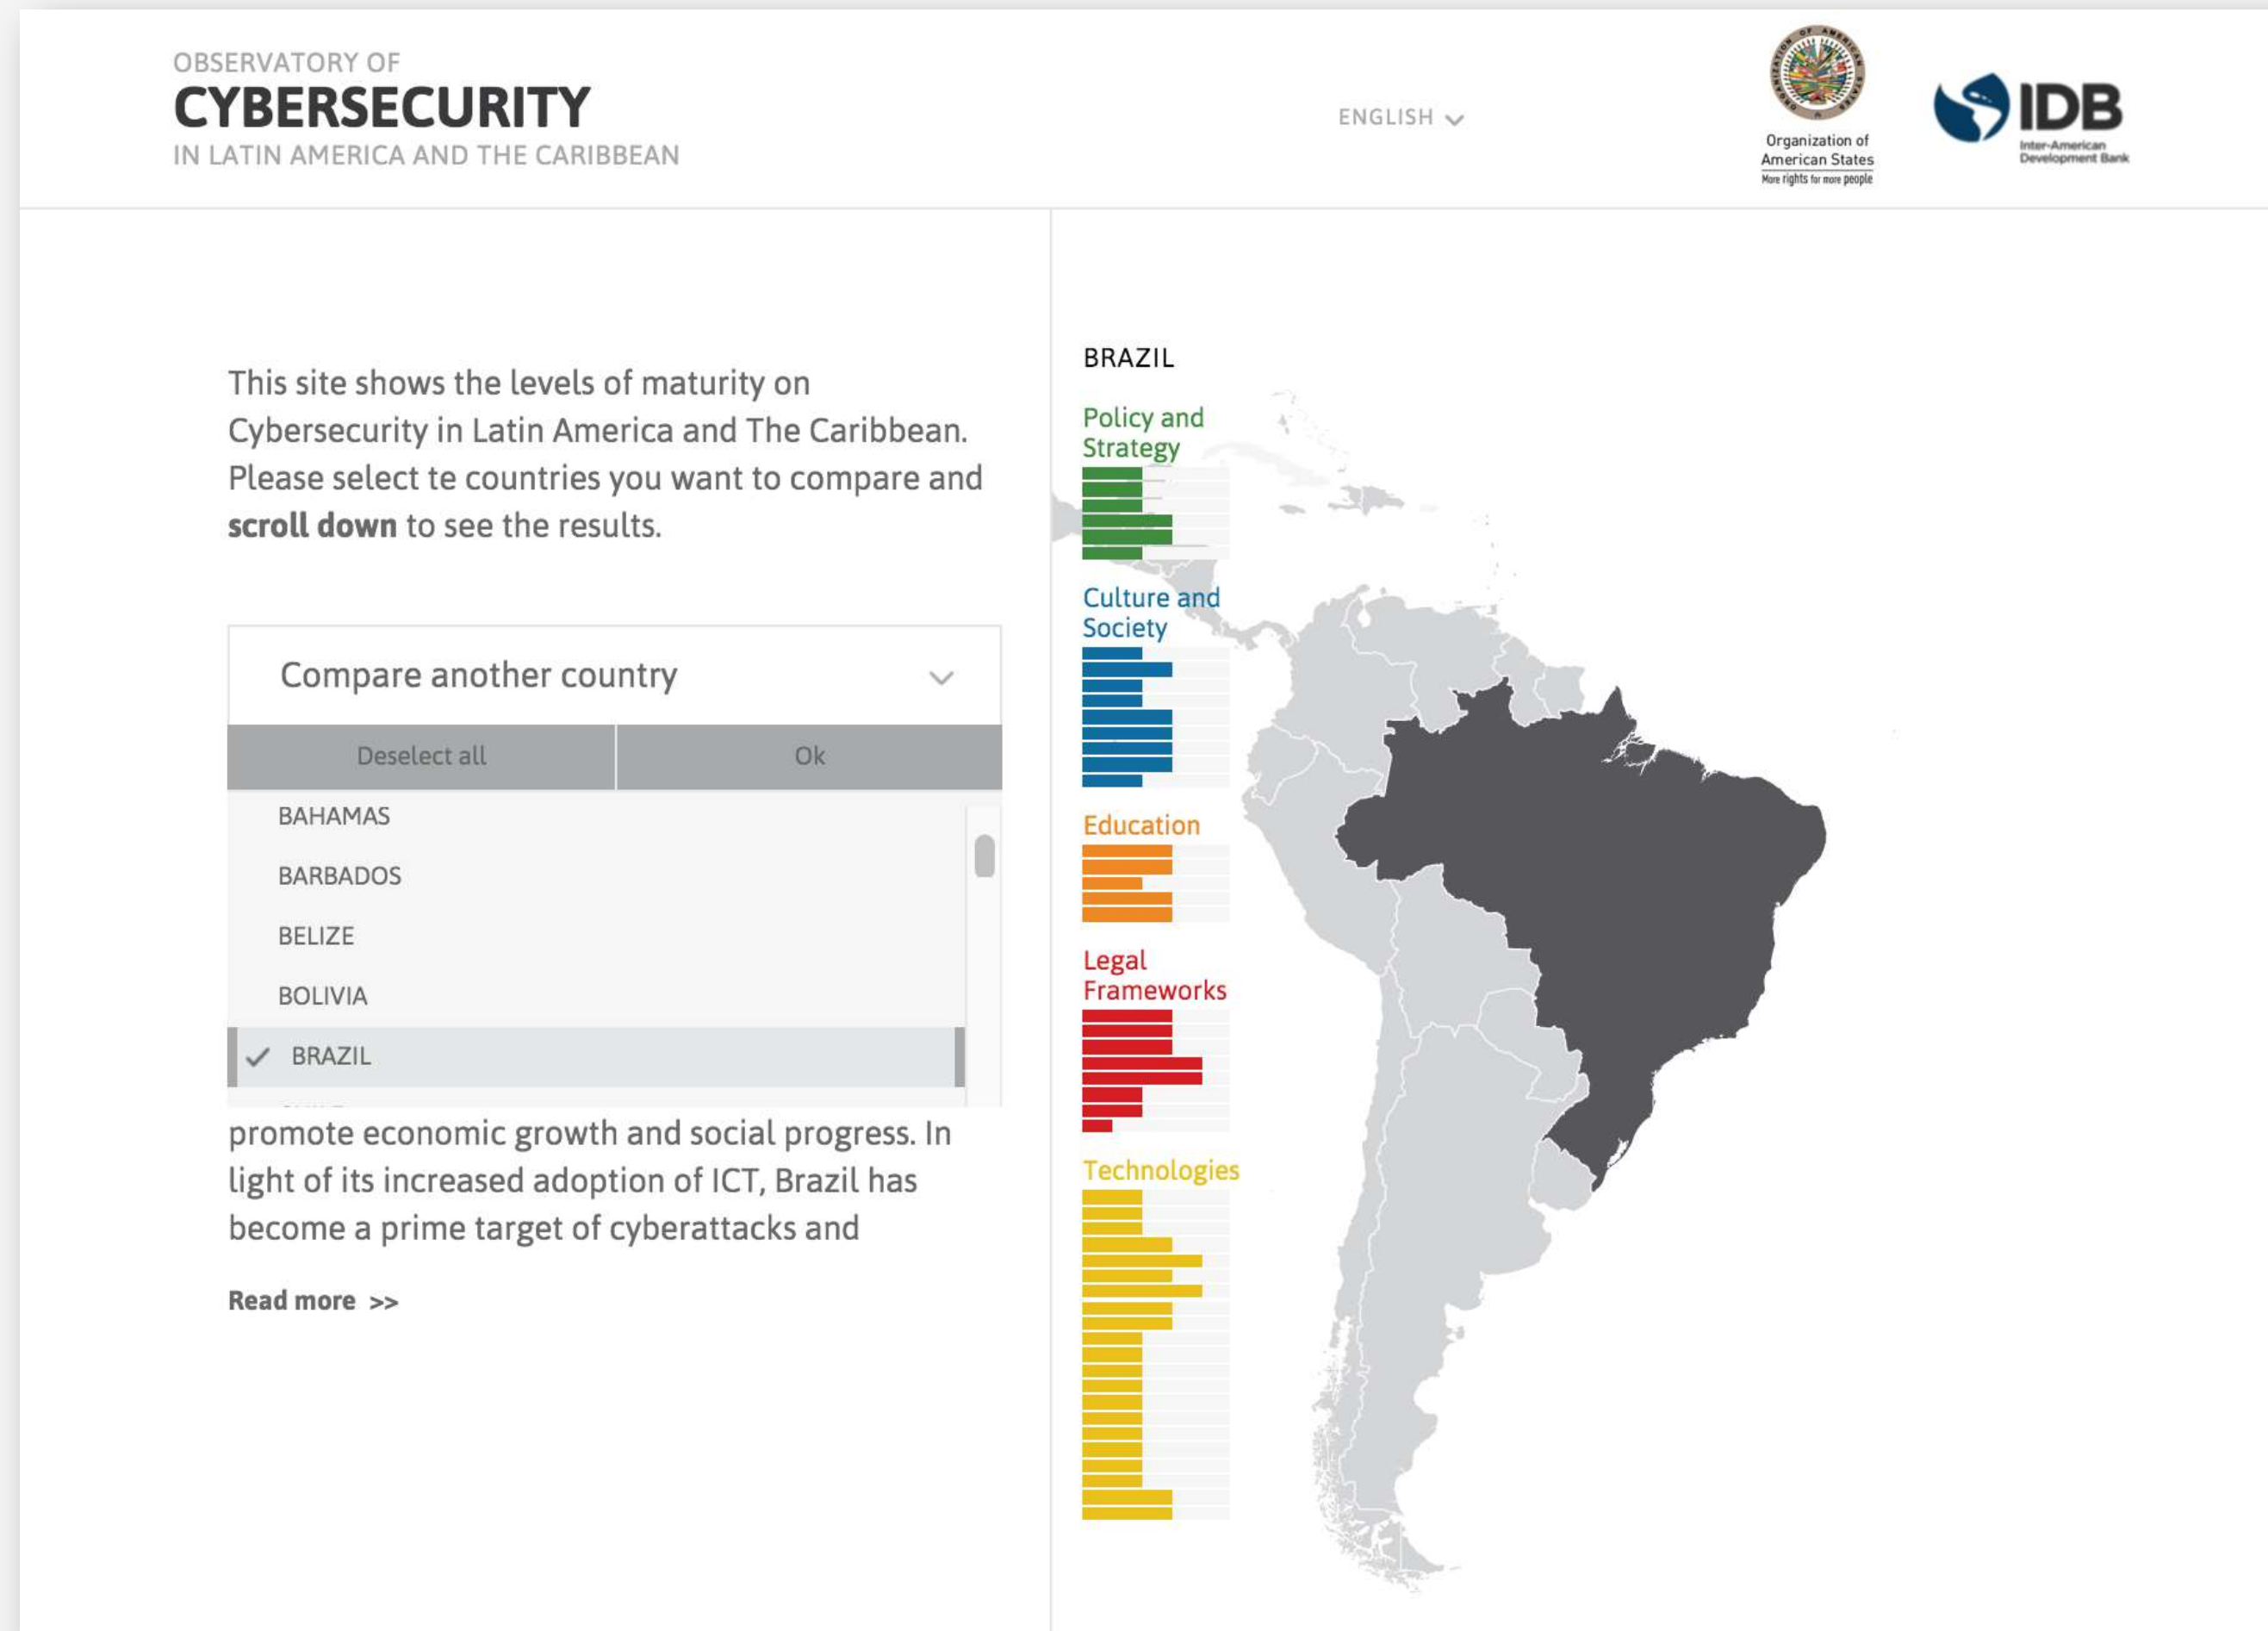 OBSERVATORY OF
CYBERSECURITY
IN LATIN AMERICA AND THE CARIBBEAN
ENGLISH
ORGANIZATION OF AMERICAN STATES
Organization of
American States
More rights for more people
IDB
Inter-American
Development Bank
This site shows the levels of maturity on
Cybersecurity in Latin America and The Caribbean.
Please select te countries you want to compare and
scroll down to see the results.
Compare another country
Deselect all
Ok
BAHAMAS
BARBADOS
BELIZE
BOLIVIA
BRAZIL
promote economic growth and social progress. In
light of its increased adoption of ICT, Brazil has
become a prime target of cyberattacks and
Read more >>
BRAZIL
Policy and
Strategy
Culture and
Society
Education
Legal
Frameworks
Technologies